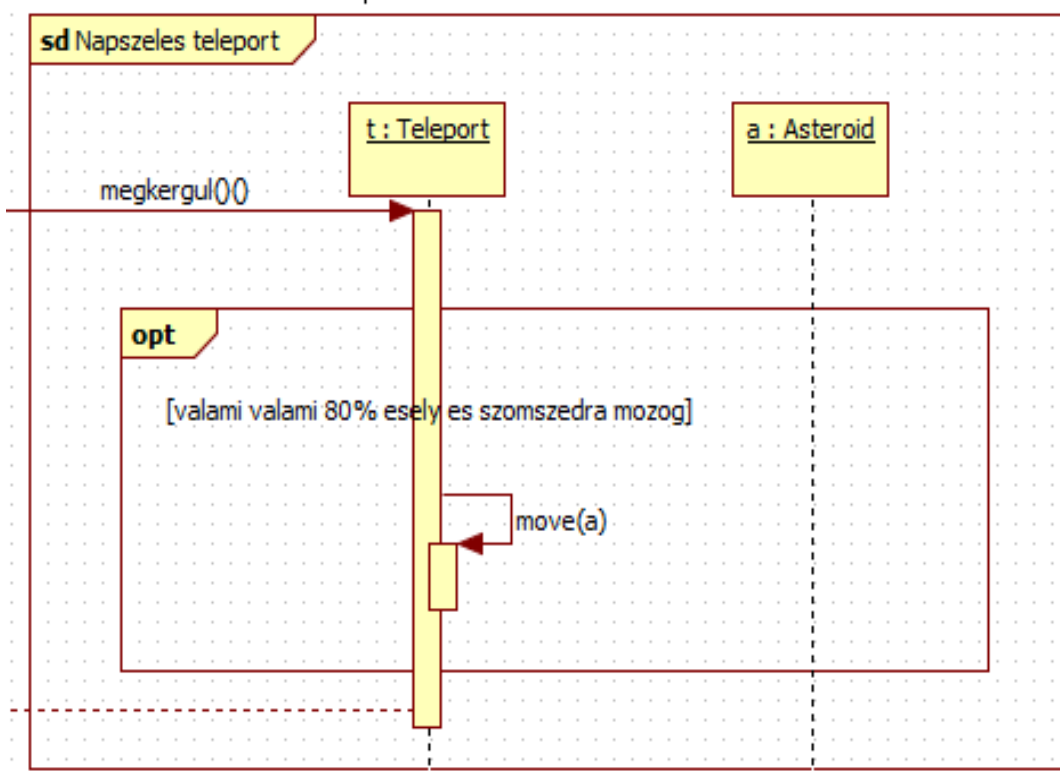 sd Napszeles teleport
t : Teleport
a : Asteroid
megkergul()()
opt
[valami valami 80% esely es szomszedra mozog]
move(a)